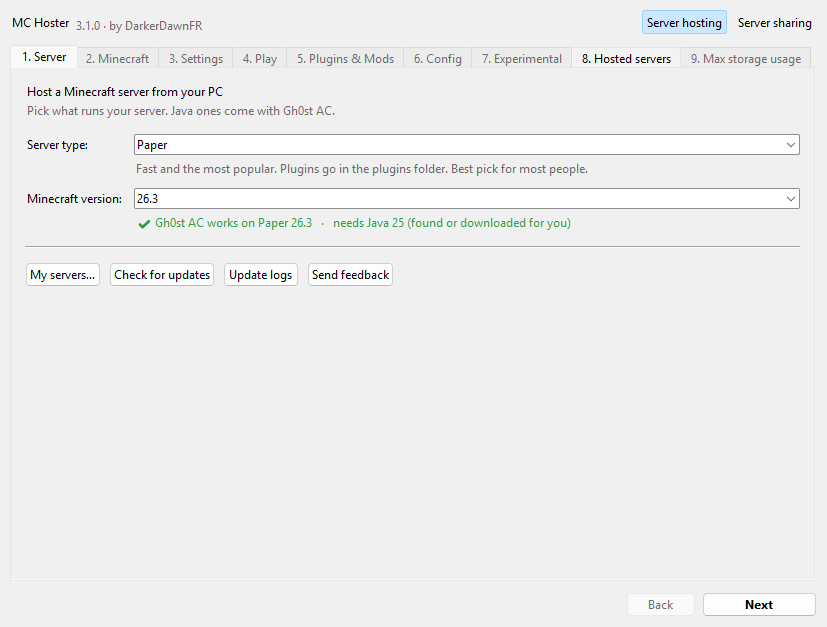 MC Hoster 3.1.0 · by DarkerDawnFR Server hosting Server sharing
1. Server 2. Minecraft 3. Settings 4. Play 5. Plugins & Mods 6. Config 7. Experimental 8. Hosted servers 9. Max storage usage
Host a Minecraft server from your PC
Pick what runs your server. Java ones come with Gh0st AC.
Server type: Paper
Fast and the most popular. Plugins go in the plugins folder. Best pick for most people.
Minecraft version: 26.3
Gh0st AC works on Paper 26.3 · needs Java 25 (found or downloaded for you)
My servers... Check for updates Update logs Send feedback
Back Next